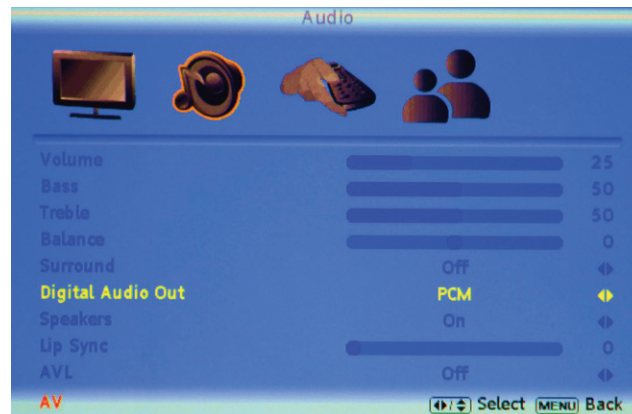 Audio
Volume 25
Bass 50
Treble 50
Balance 0
Surround Off
Digital Audio Out PCM
Speakers On
Lip Sync 0
AVL Off
AV Select MENU Back